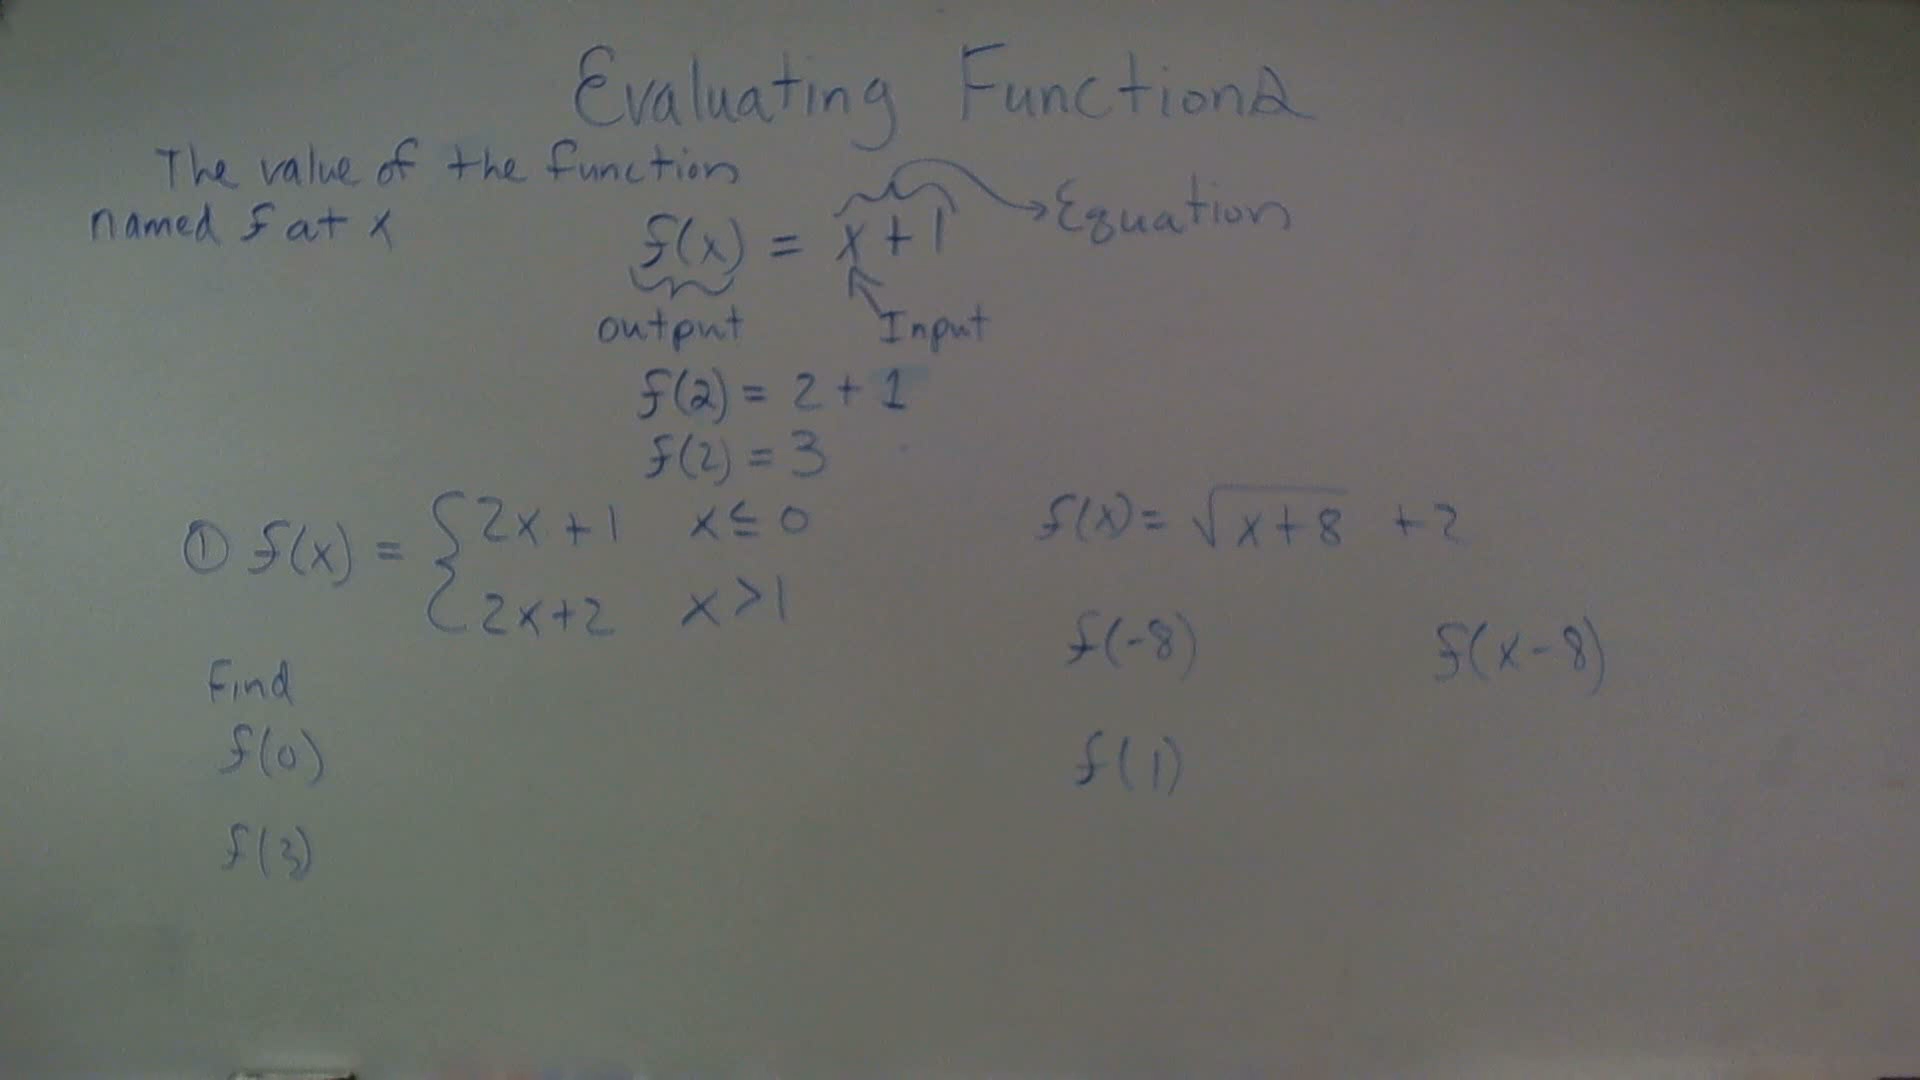 Evaluating Functions
The value of the function
named f at x
f(x) = x + 1
Equation
output
Input
f(2) = 2 + 1
f(2) = 3
① f(x) = { 2x + 1 x ≤ 0
2x + 2 x > 1
Find
f(0)
f(3)
f(x) = √x + 8 + 2
f(-8) f(x - 8)
f(1)